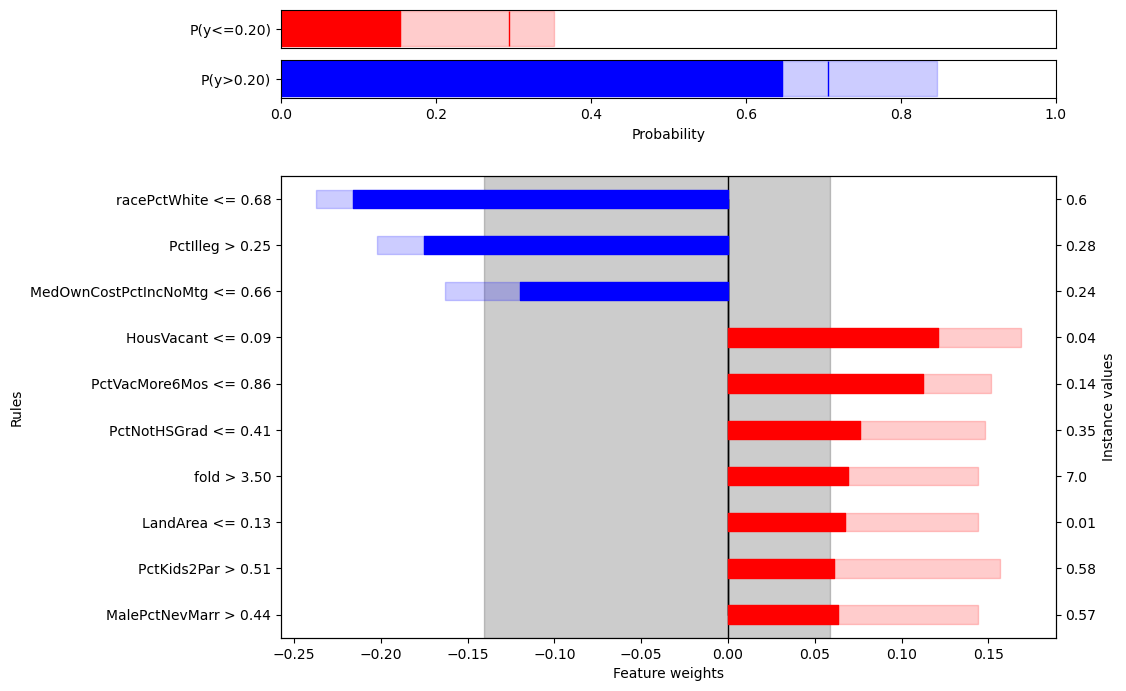 P(y<=0.20)
P(y>0.20)
0.0 0.2 0.4 0.6 0.8 1.0
Probability
racePctWhite <= 0.68 0.6
PctIlleg > 0.25 0.28
MedOwnCostPctIncNoMtg <= 0.66 0.24
HousVacant <= 0.09 0.04
PctVacMore6Mos <= 0.86 0.14
PctNotHSGrad <= 0.41 0.35
fold > 3.50 7.0
LandArea <= 0.13 0.01
PctKids2Par > 0.51 0.58
MalePctNevMarr > 0.44 0.57
Rules
Instance values
−0.25 −0.20 −0.15 −0.10 −0.05 0.00 0.05 0.10 0.15
Feature weights